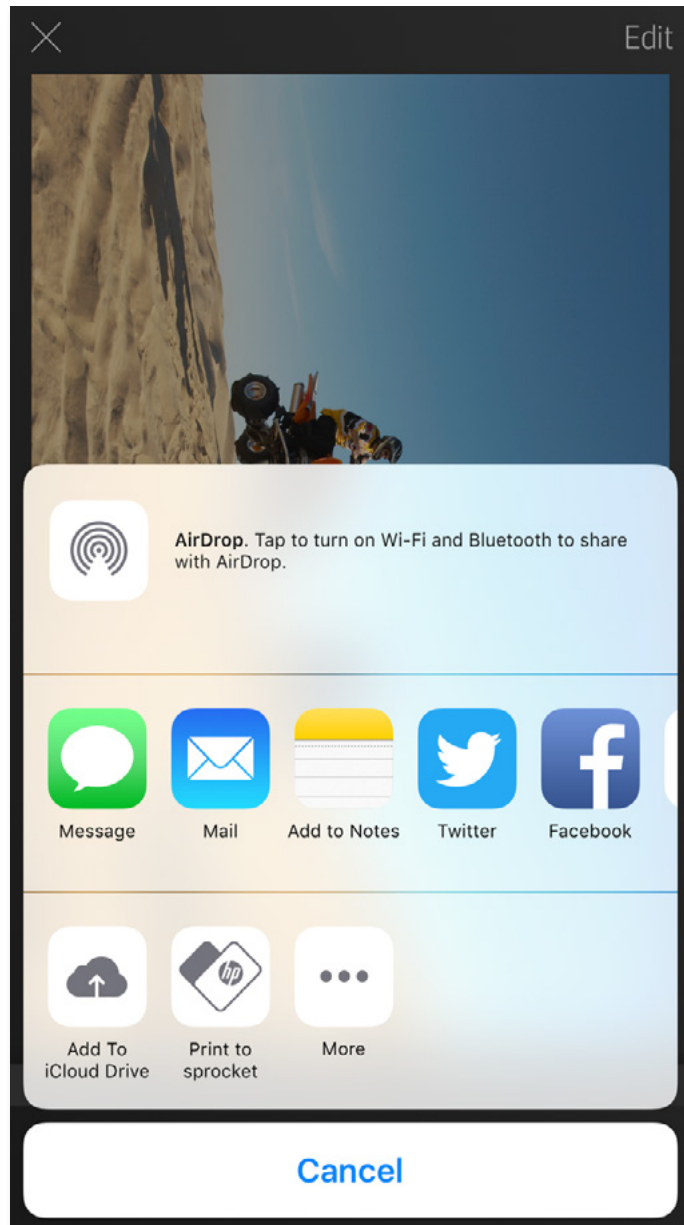 Edit
AirDrop. Tap to turn on Wi-Fi and Bluetooth to share
with AirDrop.
Message
Mail
Add to Notes
Twitter
Facebook
hp
Add To
iCloud Drive
Print to
sprocket
More
Cancel